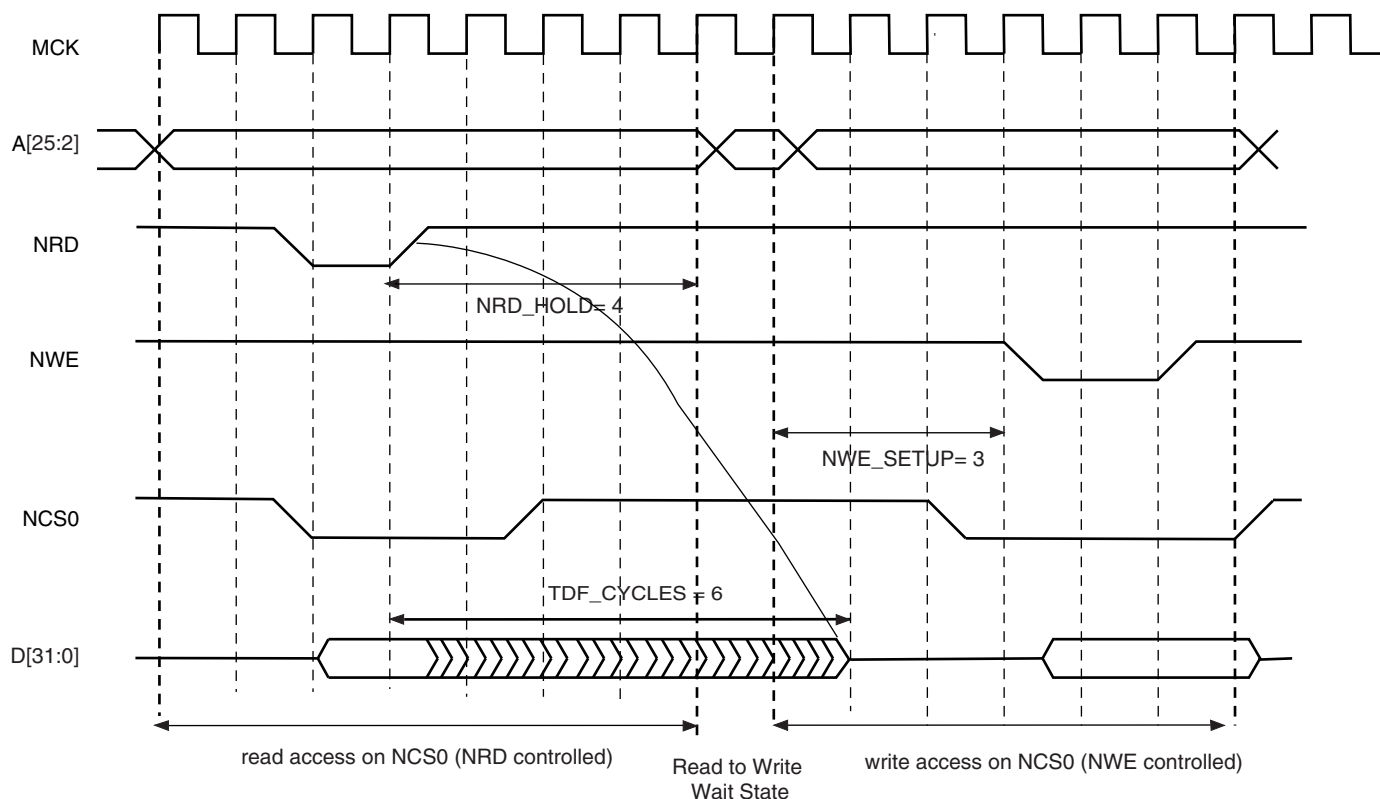 MCK
A[25:2]
NRD
NRD_HOLD= 4
NWE
NWE_SETUP= 3
NCS0
TDF_CYCLES = 6
D[31:0]
read access on NCS0 (NRD controlled)
Read to Write
Wait State
write access on NCS0 (NWE controlled)